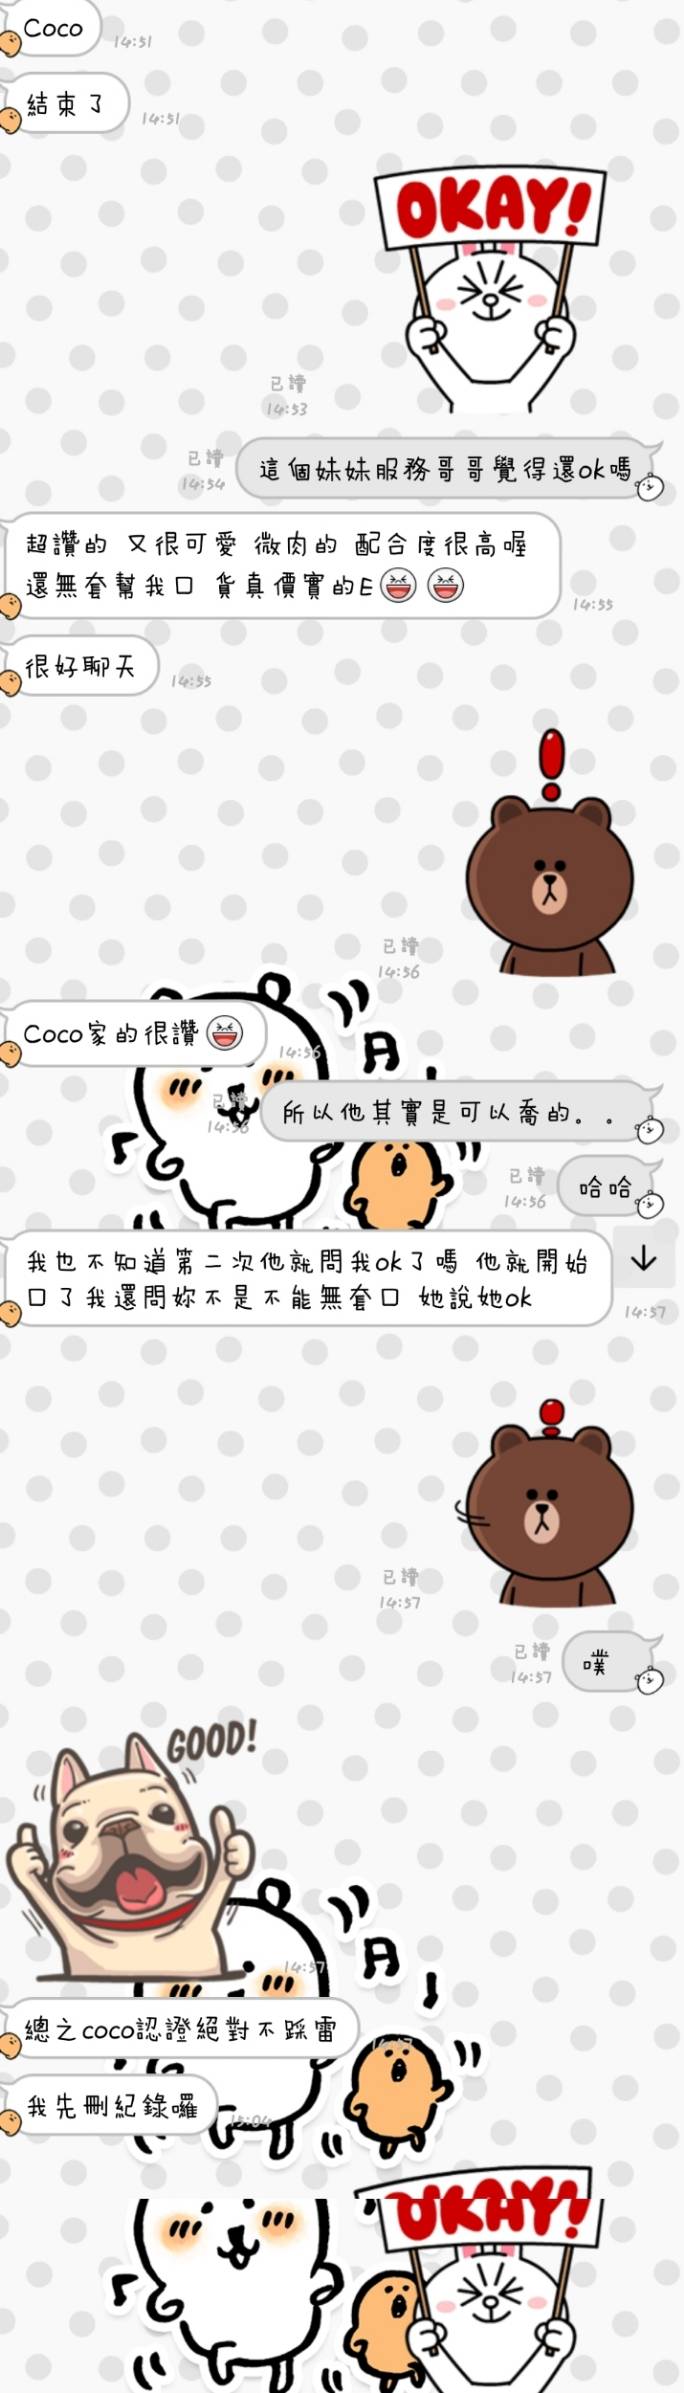 Coco
14:51
結束了
14:51
OKAY!
已讀
14:53
已讀
14:54
這個妹妹服務哥哥覺得還ok嗎
超讚的 又很可愛 微肉的 配合度很高喔
還無套幫我口 貨真價實的E
14:55
很好聊天
14:55
已讀
14:56
Coco家的很讚
14:56
已讀
14:56
所以他其實是可以喬的。。
已讀
14:56
哈哈
我也不知道第二次他就問我ok了嗎 他就開始
口了我還問妳不是不能無套口 她說她ok
14:57
已讀
14:57
已讀
14:57
噗
GOOD!
14:57
總之coco認證絕對不踩雷
14:57
我先刪紀錄囉
15:04
OKAY!